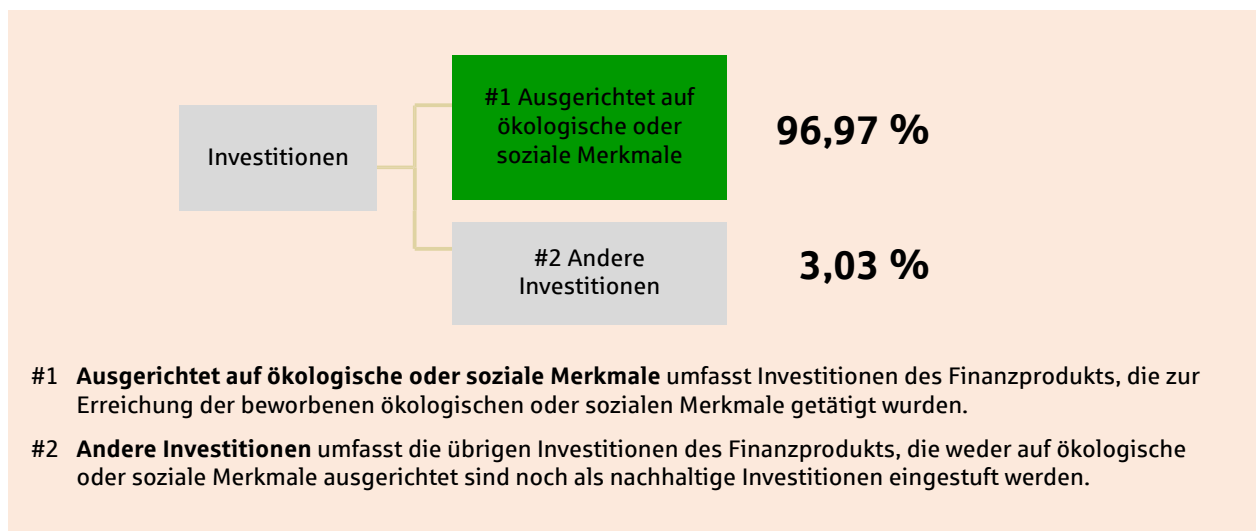 #1 Ausgerichtet auf
ökologische oder
soziale Merkmale
96,97 %
Investitionen
#2 Andere
Investitionen
3,03 %
#1 Ausgerichtet auf ökologische oder soziale Merkmale umfasst Investitionen des Finanzprodukts, die zur
Erreichung der beworbenen ökologischen oder sozialen Merkmale getätigt wurden.
#2 Andere Investitionen umfasst die übrigen Investitionen des Finanzprodukts, die weder auf ökologische
oder soziale Merkmale ausgerichtet sind noch als nachhaltige Investitionen eingestuft werden.